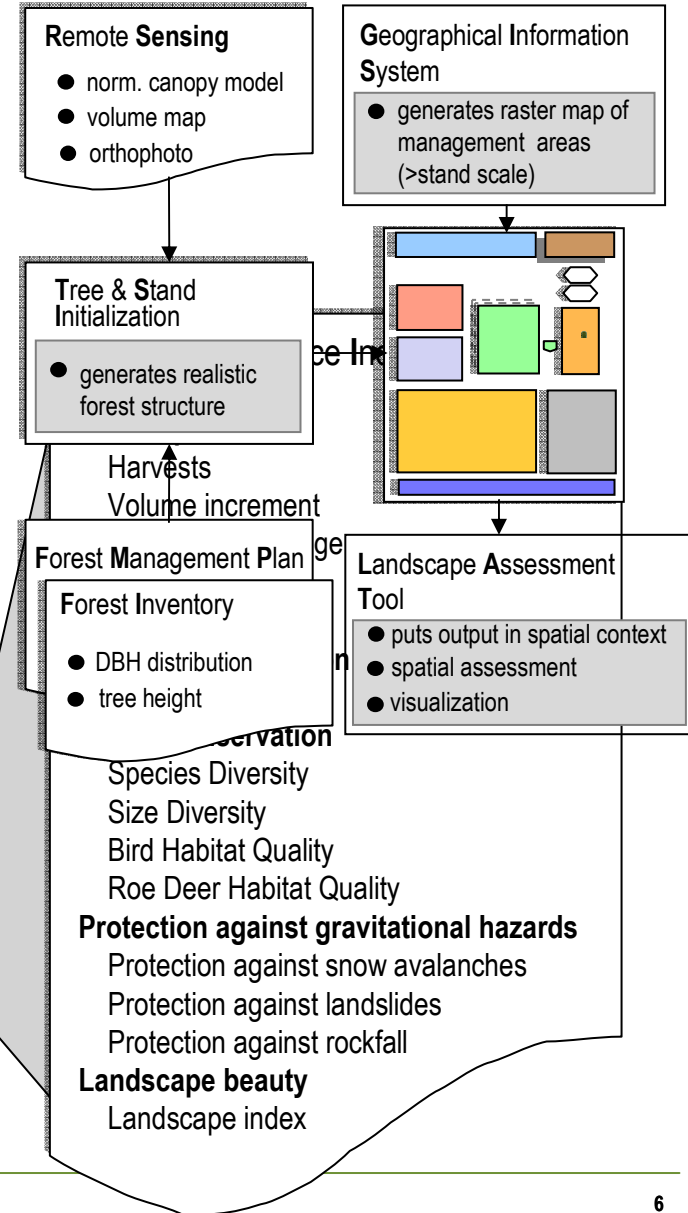 Remote Sensing
● norm. canopy model
● volume map
● orthophoto
Geographical Information
System
● generates raster map of
management areas
(>stand scale)
Tree & Stand
Initialization
● generates realistic
forest structure
ce In
Harvests
Volume increment
ge
Forest Management Plan
Forest Inventory
● DBH distribution
● tree height
n
Landscape Assessment
Tool
● puts output in spatial context
● spatial assessment
● visualization
servation
Species Diversity
Size Diversity
Bird Habitat Quality
Roe Deer Habitat Quality
Protection against gravitational hazards
Protection against snow avalanches
Protection against landslides
Protection against rockfall
Landscape beauty
Landscape index
6